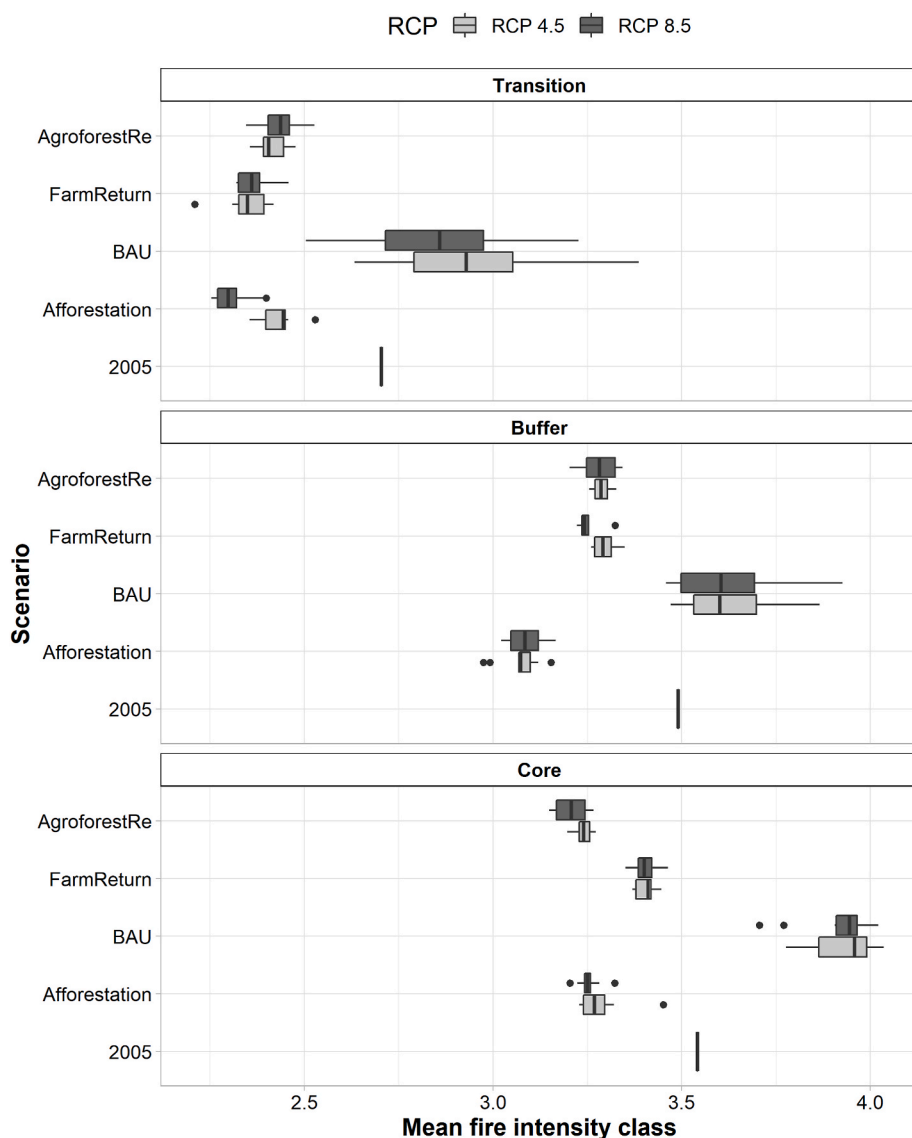 RCP RCP 4.5 RCP 8.5
Transition
AgroforestRe
FarmReturn
BAU
Afforestation
2005
Buffer
AgroforestRe
FarmReturn
BAU
Afforestation
2005
Core
AgroforestRe
FarmReturn
BAU
Afforestation
2005
Scenario
2.5 3.0 3.5 4.0
Mean fire intensity class